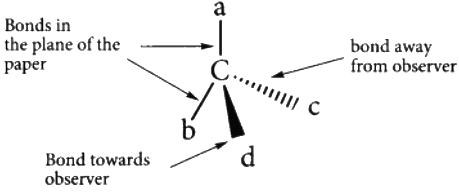 a
Bonds in
the plane of the
paper
bond away
from observer
C
c
b
d
Bond towards
observer